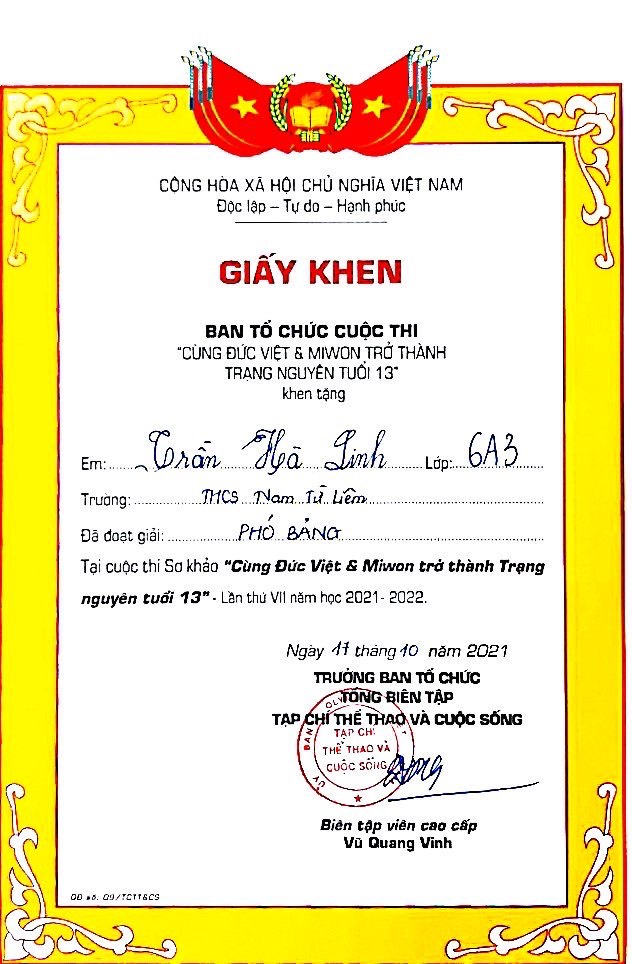 CÔNG HÒA XÃ HỘI CHỦ NGHĨA VIỆT NAM
Độc lập – Tự do – Hạnh phúc
GIẤY KHEN
BAN TỔ CHỨC CUỘC THI
"CÙNG ĐỨC VIỆT & MIWON TRỞ THÀNH
TRẠNG NGUYÊN TUỔI 13"
khen tặng
Em: Trần Hà Linh Lớp: 6A3
Trường: THCS Nam Từ Liêm
Đã đoạt giải: PHÓ BẢNG
Tại cuộc thi Sơ khảo "Cùng Đức Việt & Miwon trở thành Trạng
nguyên tuổi 13" - Lần thứ VII năm học 2021- 2022.
Ngày 11 tháng 10 năm 2021
TRƯỞNG BAN TỔ CHỨC
TỔNG BIÊN TẬP
TẠP CHÍ THỂ THAO VÀ CUỘC SỐNG
TẠP CHÍ
THỂ THAO VÀ
CUỘC SỐNG
Biên tập viên cao cấp
Vũ Quang Vinh
QĐ số. 09/TCTT&CS